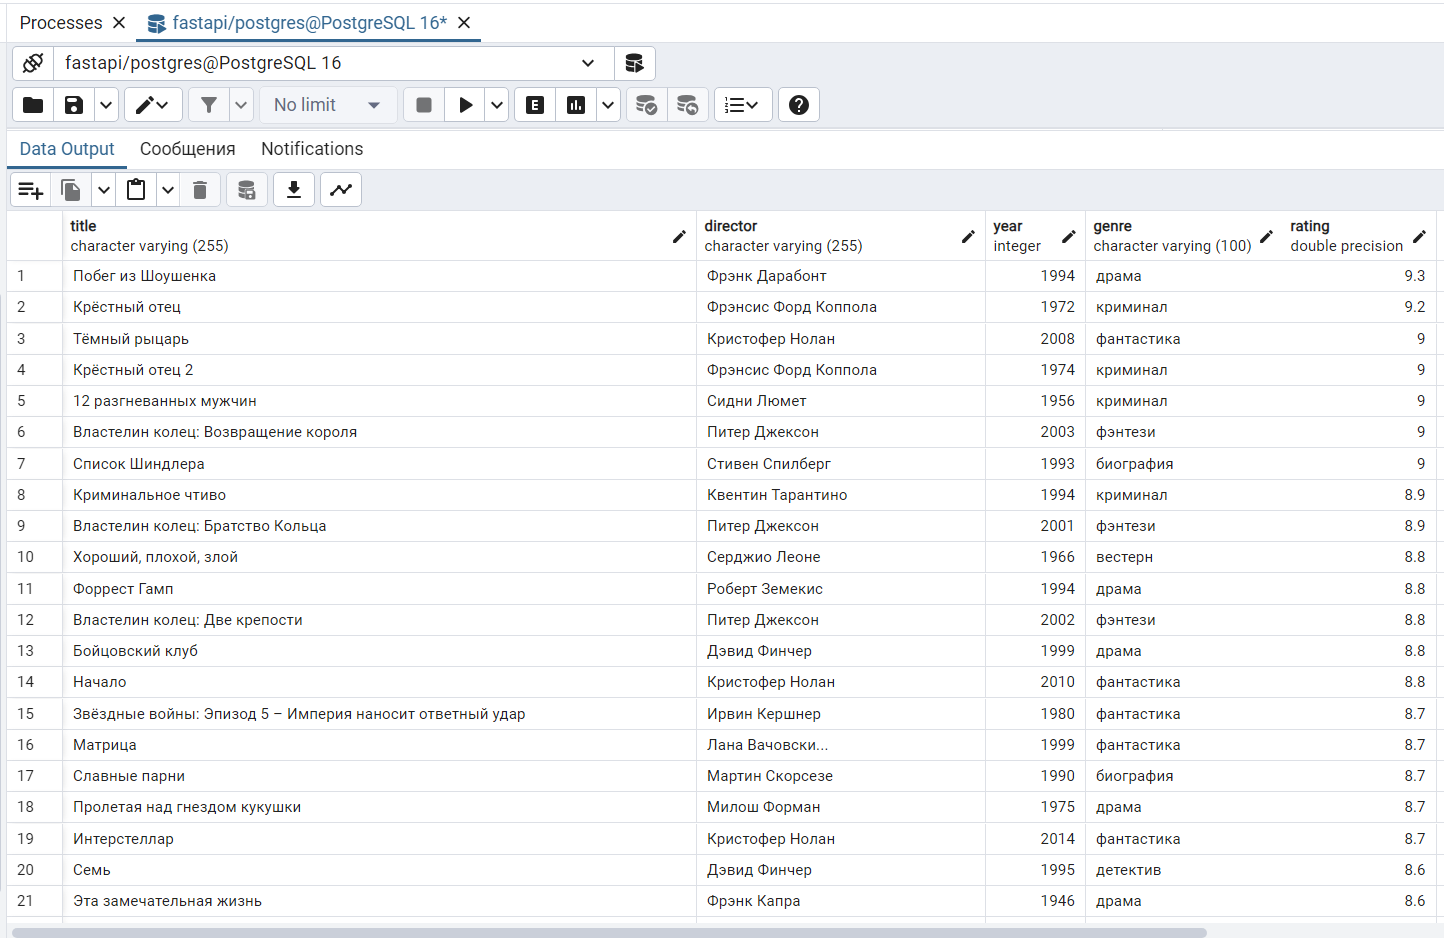 Processes
fastapi/postgres@PostgreSQL 16*
fastapi/postgres@PostgreSQL 16
No limit
E
Data Output Сообщения Notifications
title director year genre rating
character varying (255) character varying (255) integer character varying (100) double precision
1 Побег из Шоушенка Фрэнк Дарабонт 1994 драма 9.3
2 Крёстный отец Фрэнсис Форд Коппола 1972 криминал 9.2
3 Тёмный рыцарь Кристофер Нолан 2008 фантастика 9
4 Крёстный отец 2 Фрэнсис Форд Коппола 1974 криминал 9
5 12 разгневанных мужчин Сидни Люмет 1956 криминал 9
6 Властелин колец: Возвращение короля Питер Джексон 2003 фэнтези 9
7 Список Шиндлера Стивен Спилберг 1993 биография 9
8 Криминальное чтиво Квентин Тарантино 1994 криминал 8.9
9 Властелин колец: Братство Кольца Питер Джексон 2001 фэнтези 8.9
10 Хороший, плохой, злой Серджио Леоне 1966 вестерн 8.8
11 Форрест Гамп Роберт Земекис 1994 драма 8.8
12 Властелин колец: Две крепости Питер Джексон 2002 фэнтези 8.8
13 Бойцовский клуб Дэвид Финчер 1999 драма 8.8
14 Начало Кристофер Нолан 2010 фантастика 8.8
15 Звёздные войны: Эпизод 5 – Империя наносит ответный удар Ирвин Кершнер 1980 фантастика 8.7
16 Матрица Лана Вачовски... 1999 фантастика 8.7
17 Славные парни Мартин Скорсезе 1990 биография 8.7
18 Пролетая над гнездом кукушки Милош Форман 1975 драма 8.7
19 Интерстеллар Кристофер Нолан 2014 фантастика 8.7
20 Семь Дэвид Финчер 1995 детектив 8.6
21 Эта замечательная жизнь Фрэнк Капра 1946 драма 8.6